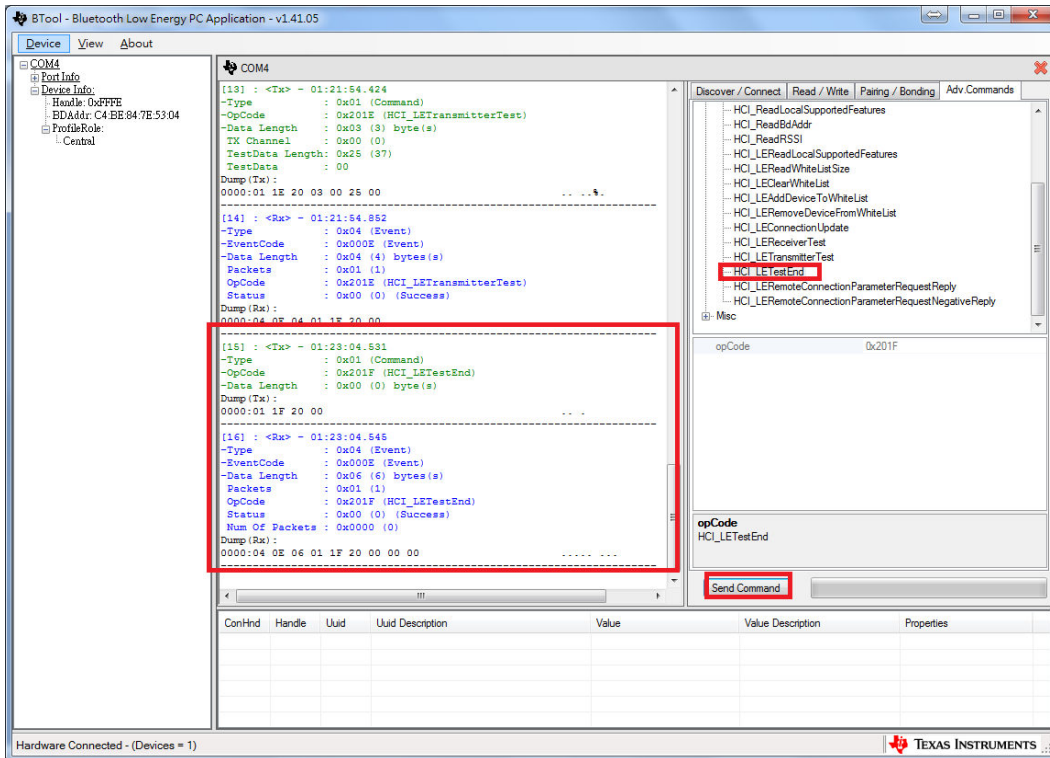 BTool - Bluetooth Low Energy PC Application - v1.41.05
Device View About
COM4
Port Info
Device Info:
Handle: 0xFFFE
BDAddr: C4:BE:84:7E:53:04
ProfileRole:
Central
COM4
[13] : <Tx> - 01:21:54.424
-Type : 0x01 (Command)
-OpCode : 0x201E (HCI_LETransmitterTest)
-Data Length : 0x03 (3) byte(s)
TX Channel : 0x00 (0)
TestData Length: 0x25 (37)
TestData : 00
Dump(Tx):
0000:01 1E 20 03 00 25 00 .. ..%.
------------------------------------------------------------
[14] : <Rx> - 01:21:54.852
-Type : 0x04 (Event)
-EventCode : 0x000E (Event)
-Data Length : 0x04 (4) bytes(s)
Packets : 0x01 (1)
OpCode : 0x201E (HCI_LETransmitterTest)
Status : 0x00 (0) (Success)
Dump(Rx):
0000:04 0E 04 01 1E 20 00
------------------------------------------------------------
[15] : <Tx> - 01:23:04.531
-Type : 0x01 (Command)
-OpCode : 0x201F (HCI_LETestEnd)
-Data Length : 0x00 (0) byte(s)
Dump(Tx):
0000:01 1F 20 00 .. .
------------------------------------------------------------
[16] : <Rx> - 01:23:04.545
-Type : 0x04 (Event)
-EventCode : 0x000E (Event)
-Data Length : 0x06 (6) bytes(s)
Packets : 0x01 (1)
OpCode : 0x201F (HCI_LETestEnd)
Status : 0x00 (0) (Success)
Num Of Packets : 0x0000 (0)
Dump(Rx):
0000:04 0E 06 01 1F 20 00 00 00 ..... ...
------------------------------------------------------------
Discover / Connect Read / Write Pairing / Bonding Adv.Commands
HCI_ReadLocalSupportedFeatures
HCI_ReadBdAddr
HCI_ReadRSSI
HCI_LEReadLocalSupportedFeatures
HCI_LEReadWhiteListSize
HCI_LEClearWhiteList
HCI_LEAddDeviceToWhiteList
HCI_LERemoveDeviceFromWhiteList
HCI_LEConnectionUpdate
HCI_LEReceiverTest
HCI_LETransmitterTest
HCI_LETestEnd
HCI_LERemoteConnectionParameterRequestReply
HCI_LERemoteConnectionParameterRequestNegativeReply
Misc
opCode 0x201F
opCode
HCI_LETestEnd
Send Command
ConHnd Handle Uuid Uuid Description Value Value Description Properties
Hardware Connected - (Devices = 1)
TEXAS INSTRUMENTS